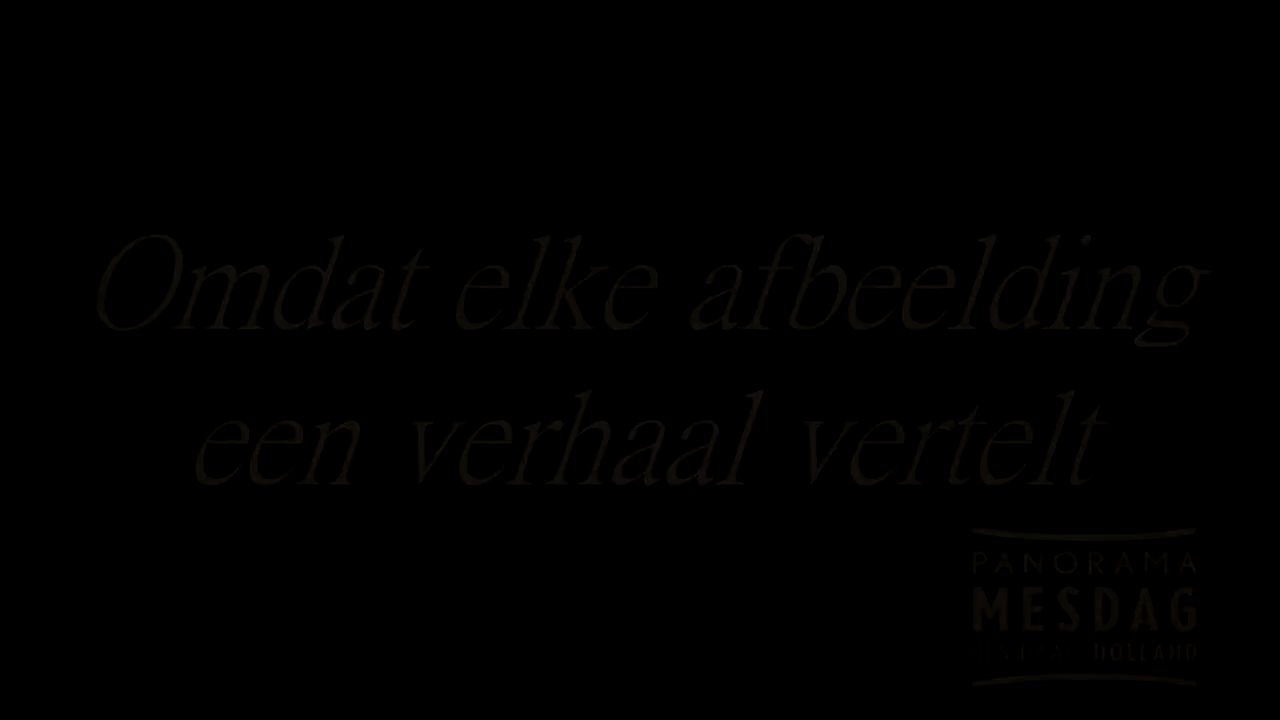 Omdat elke afbeelding
een verhaal vertelt
PANORAMA
MESDAG
HOLLAND